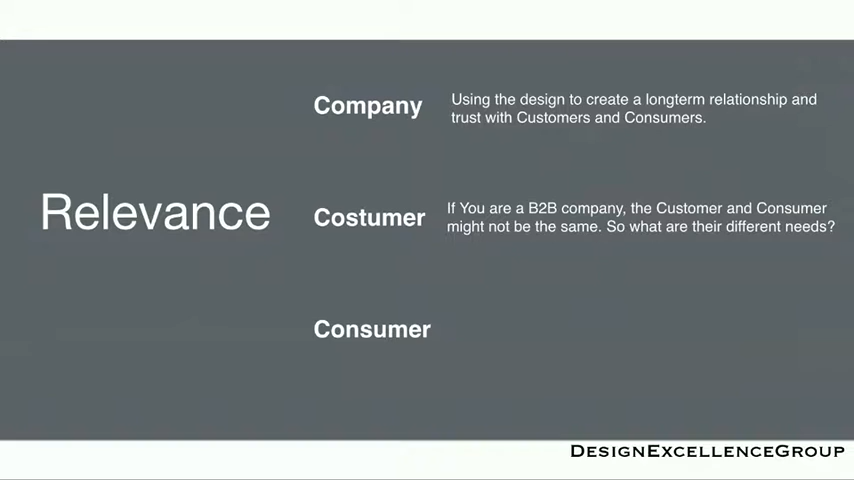 Relevance
Company
Using the design to create a longterm relationship and
trust with Customers and Consumers.
Costumer
If You are a B2B company, the Customer and Consumer
might not be the same. So what are their different needs?
Consumer
DesignExcellenceGroup